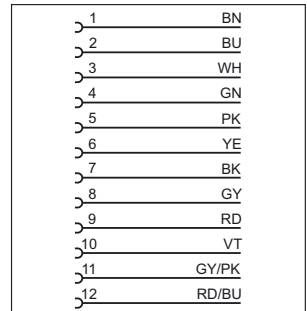 1 BN
2 BU
3 WH
4 GN
5 PK
6 YE
7 BK
8 GY
9 RD
10 VT
11 GY/PK
12 RD/BU